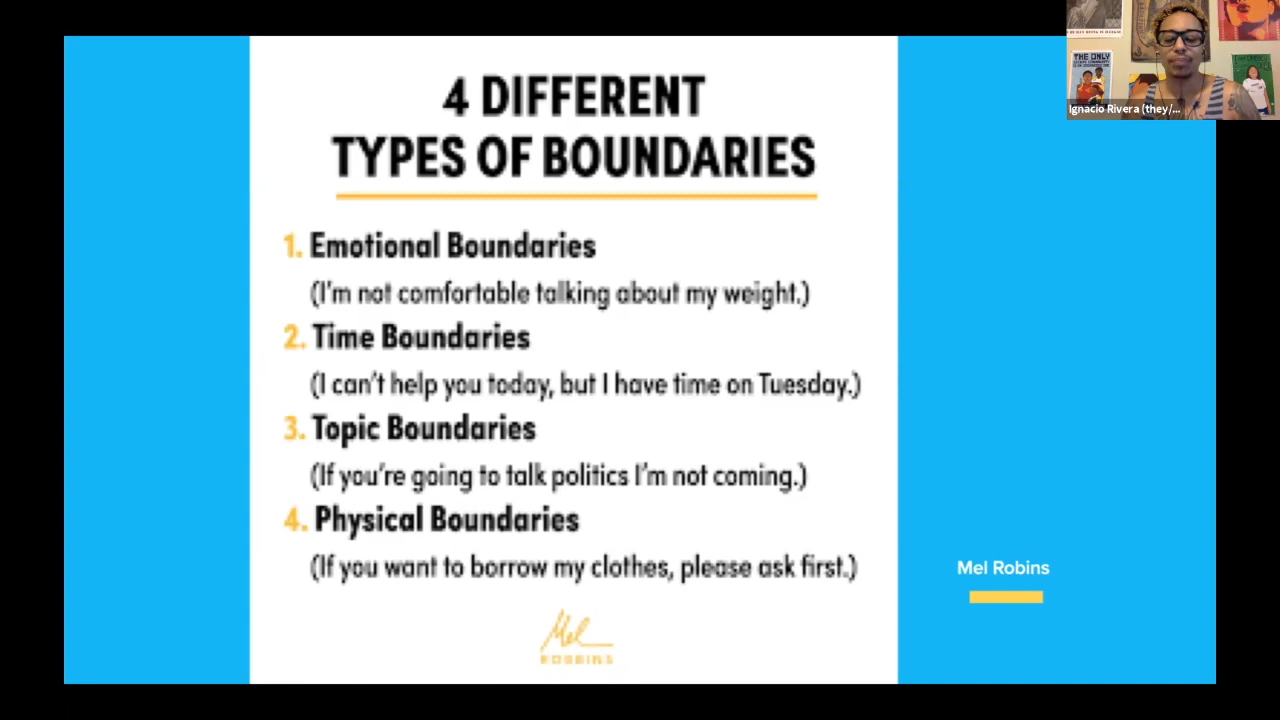 4 DIFFERENT
TYPES OF BOUNDARIES
1. Emotional Boundaries
(I'm not comfortable talking about my weight.)
2. Time Boundaries
(I can't help you today, but I have time on Tuesday.)
3. Topic Boundaries
(If you're going to talk politics I'm not coming.)
4. Physical Boundaries
(If you want to borrow my clothes, please ask first.)
Mel
ROBBINS
Mel Robins
THE ONLY
Ignacio Rivera (they/...